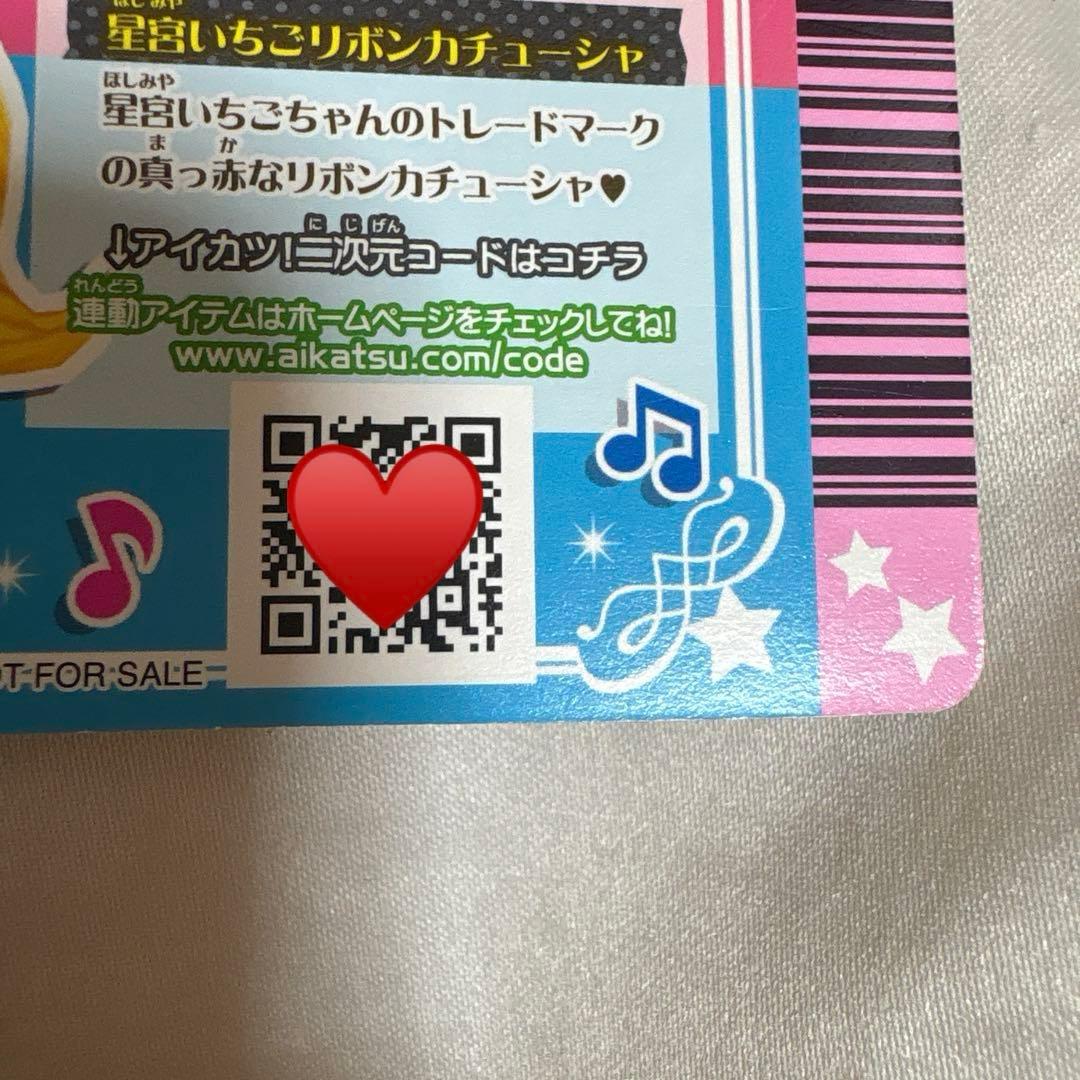 星宮いちごリボンカチューシャ
ほしみや
星宮いちごちゃんのトレードマーク
ま か
の真っ赤なリボンカチューシャ♥
にじげん
↓アイカツ!二次元コードはコチラ
れんどう
連動アイテムはホームページをチェックしてね!
www.aikatsu.com/code
FOR SALE